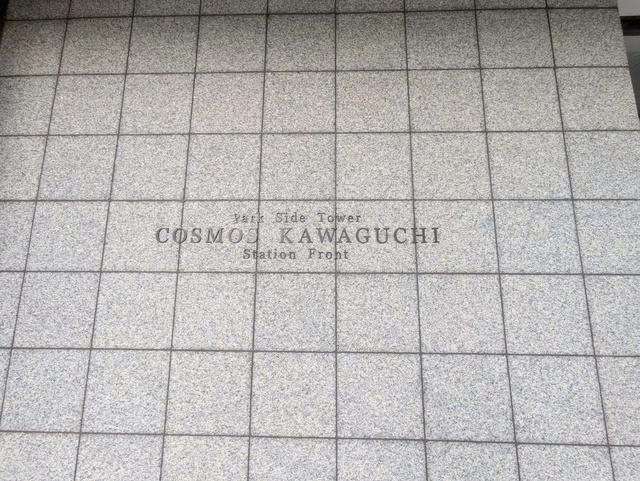 Park Side Tower
COSMOS KAWAGUCHI
Station Front